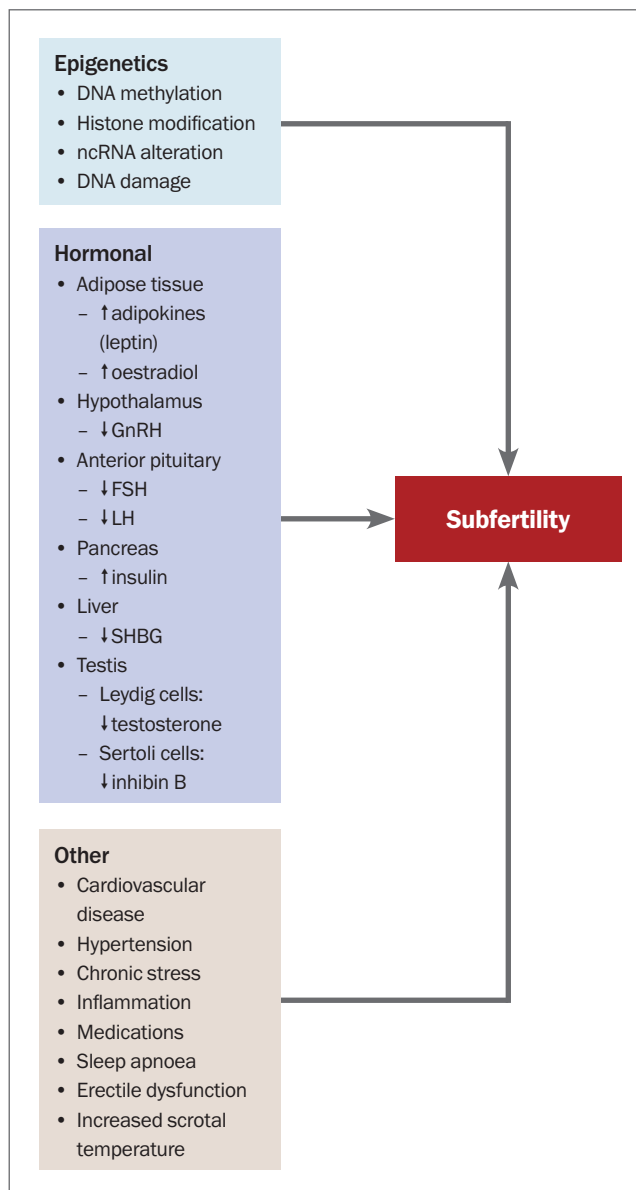 Epigenetics
• DNA methylation
• Histone modification
• ncRNA alteration
• DNA damage
Hormonal
• Adipose tissue
– ↑adipokines
(leptin)
– ↑oestradiol
• Hypothalamus
– ↓GnRH
• Anterior pituitary
– ↓FSH
– ↓LH
• Pancreas
– ↑insulin
• Liver
– ↓SHBG
• Testis
– Leydig cells:
↓testosterone
– Sertoli cells:
↓inhibin B
Subfertility
Other
• Cardiovascular
disease
• Hypertension
• Chronic stress
• Inflammation
• Medications
• Sleep apnoea
• Erectile dysfunction
• Increased scrotal
temperature